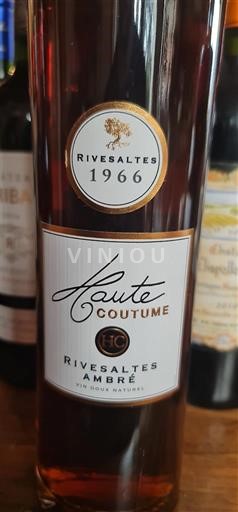 RIVESALTES
1966
VINIOU
Haute
COUTUME
HC
RIVESALTES
AMBRÉ
VIN DOUX NATUREL